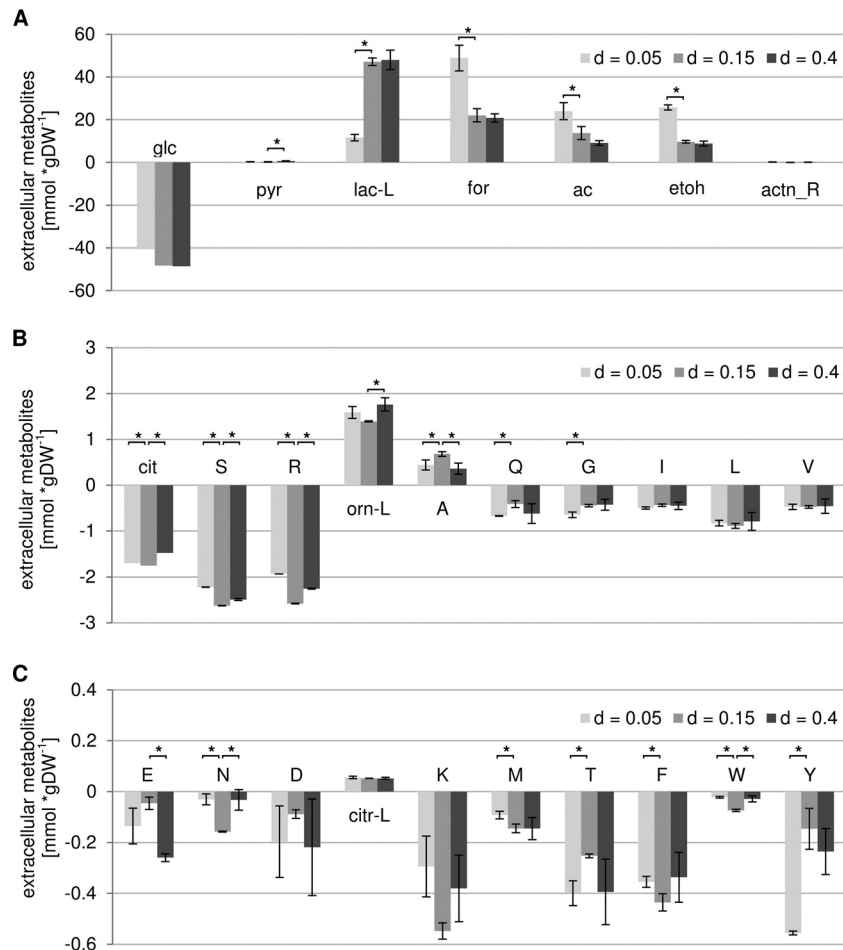 A
extracellular metabolites
[mmol *gDW⁻¹]
60
40
20
0
-20
-40
-60
d = 0.05 d = 0.15 d = 0.4
* * * * *
glc
pyr lac-L for ac etoh actn_R
B
extracellular metabolites
[mmol *gDW⁻¹]
3
2
1
0
-1
-2
-3
d = 0.05 d = 0.15 d = 0.4
*
* * * * * * * * * *
cit S R Q G I L V
orn-L A
C
extracellular metabolites
[mmol *gDW⁻¹]
0.4
0.2
0
-0.2
-0.4
-0.6
d = 0.05 d = 0.15 d = 0.4
* * * * * * * * *
E N D K M T F W Y
citr-L